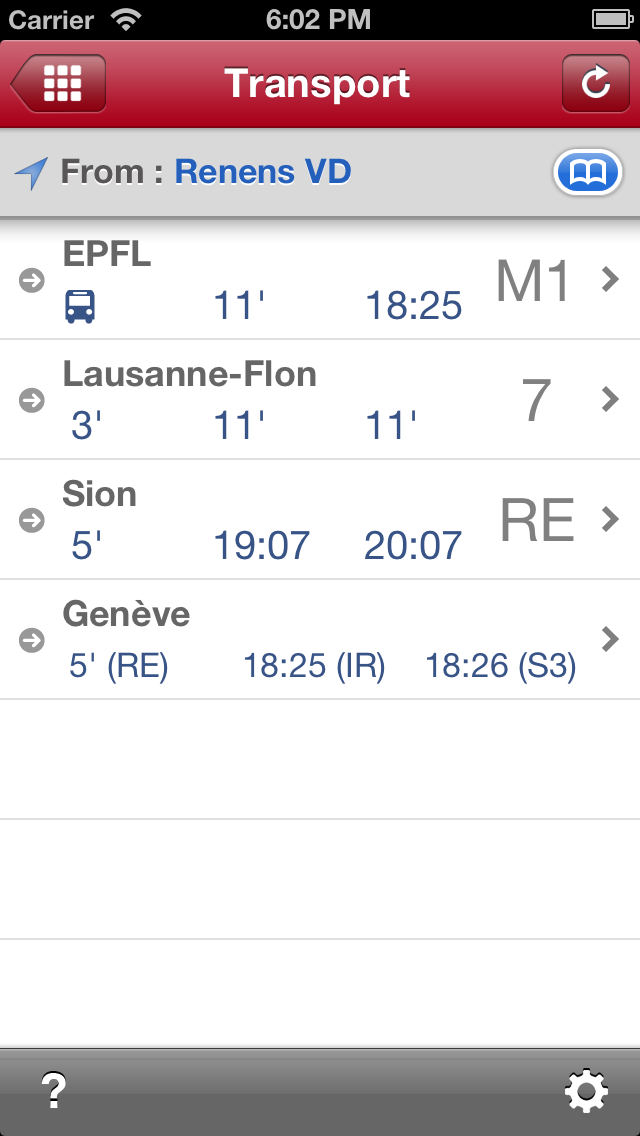 Carrier 6:02 PM
Transport
From : Renens VD
EPFL
11' 18:25 M1
Lausanne-Flon
3' 11' 11' 7
Sion
5' 19:07 20:07 RE
Genève
5' (RE) 18:25 (IR) 18:26 (S3)
?